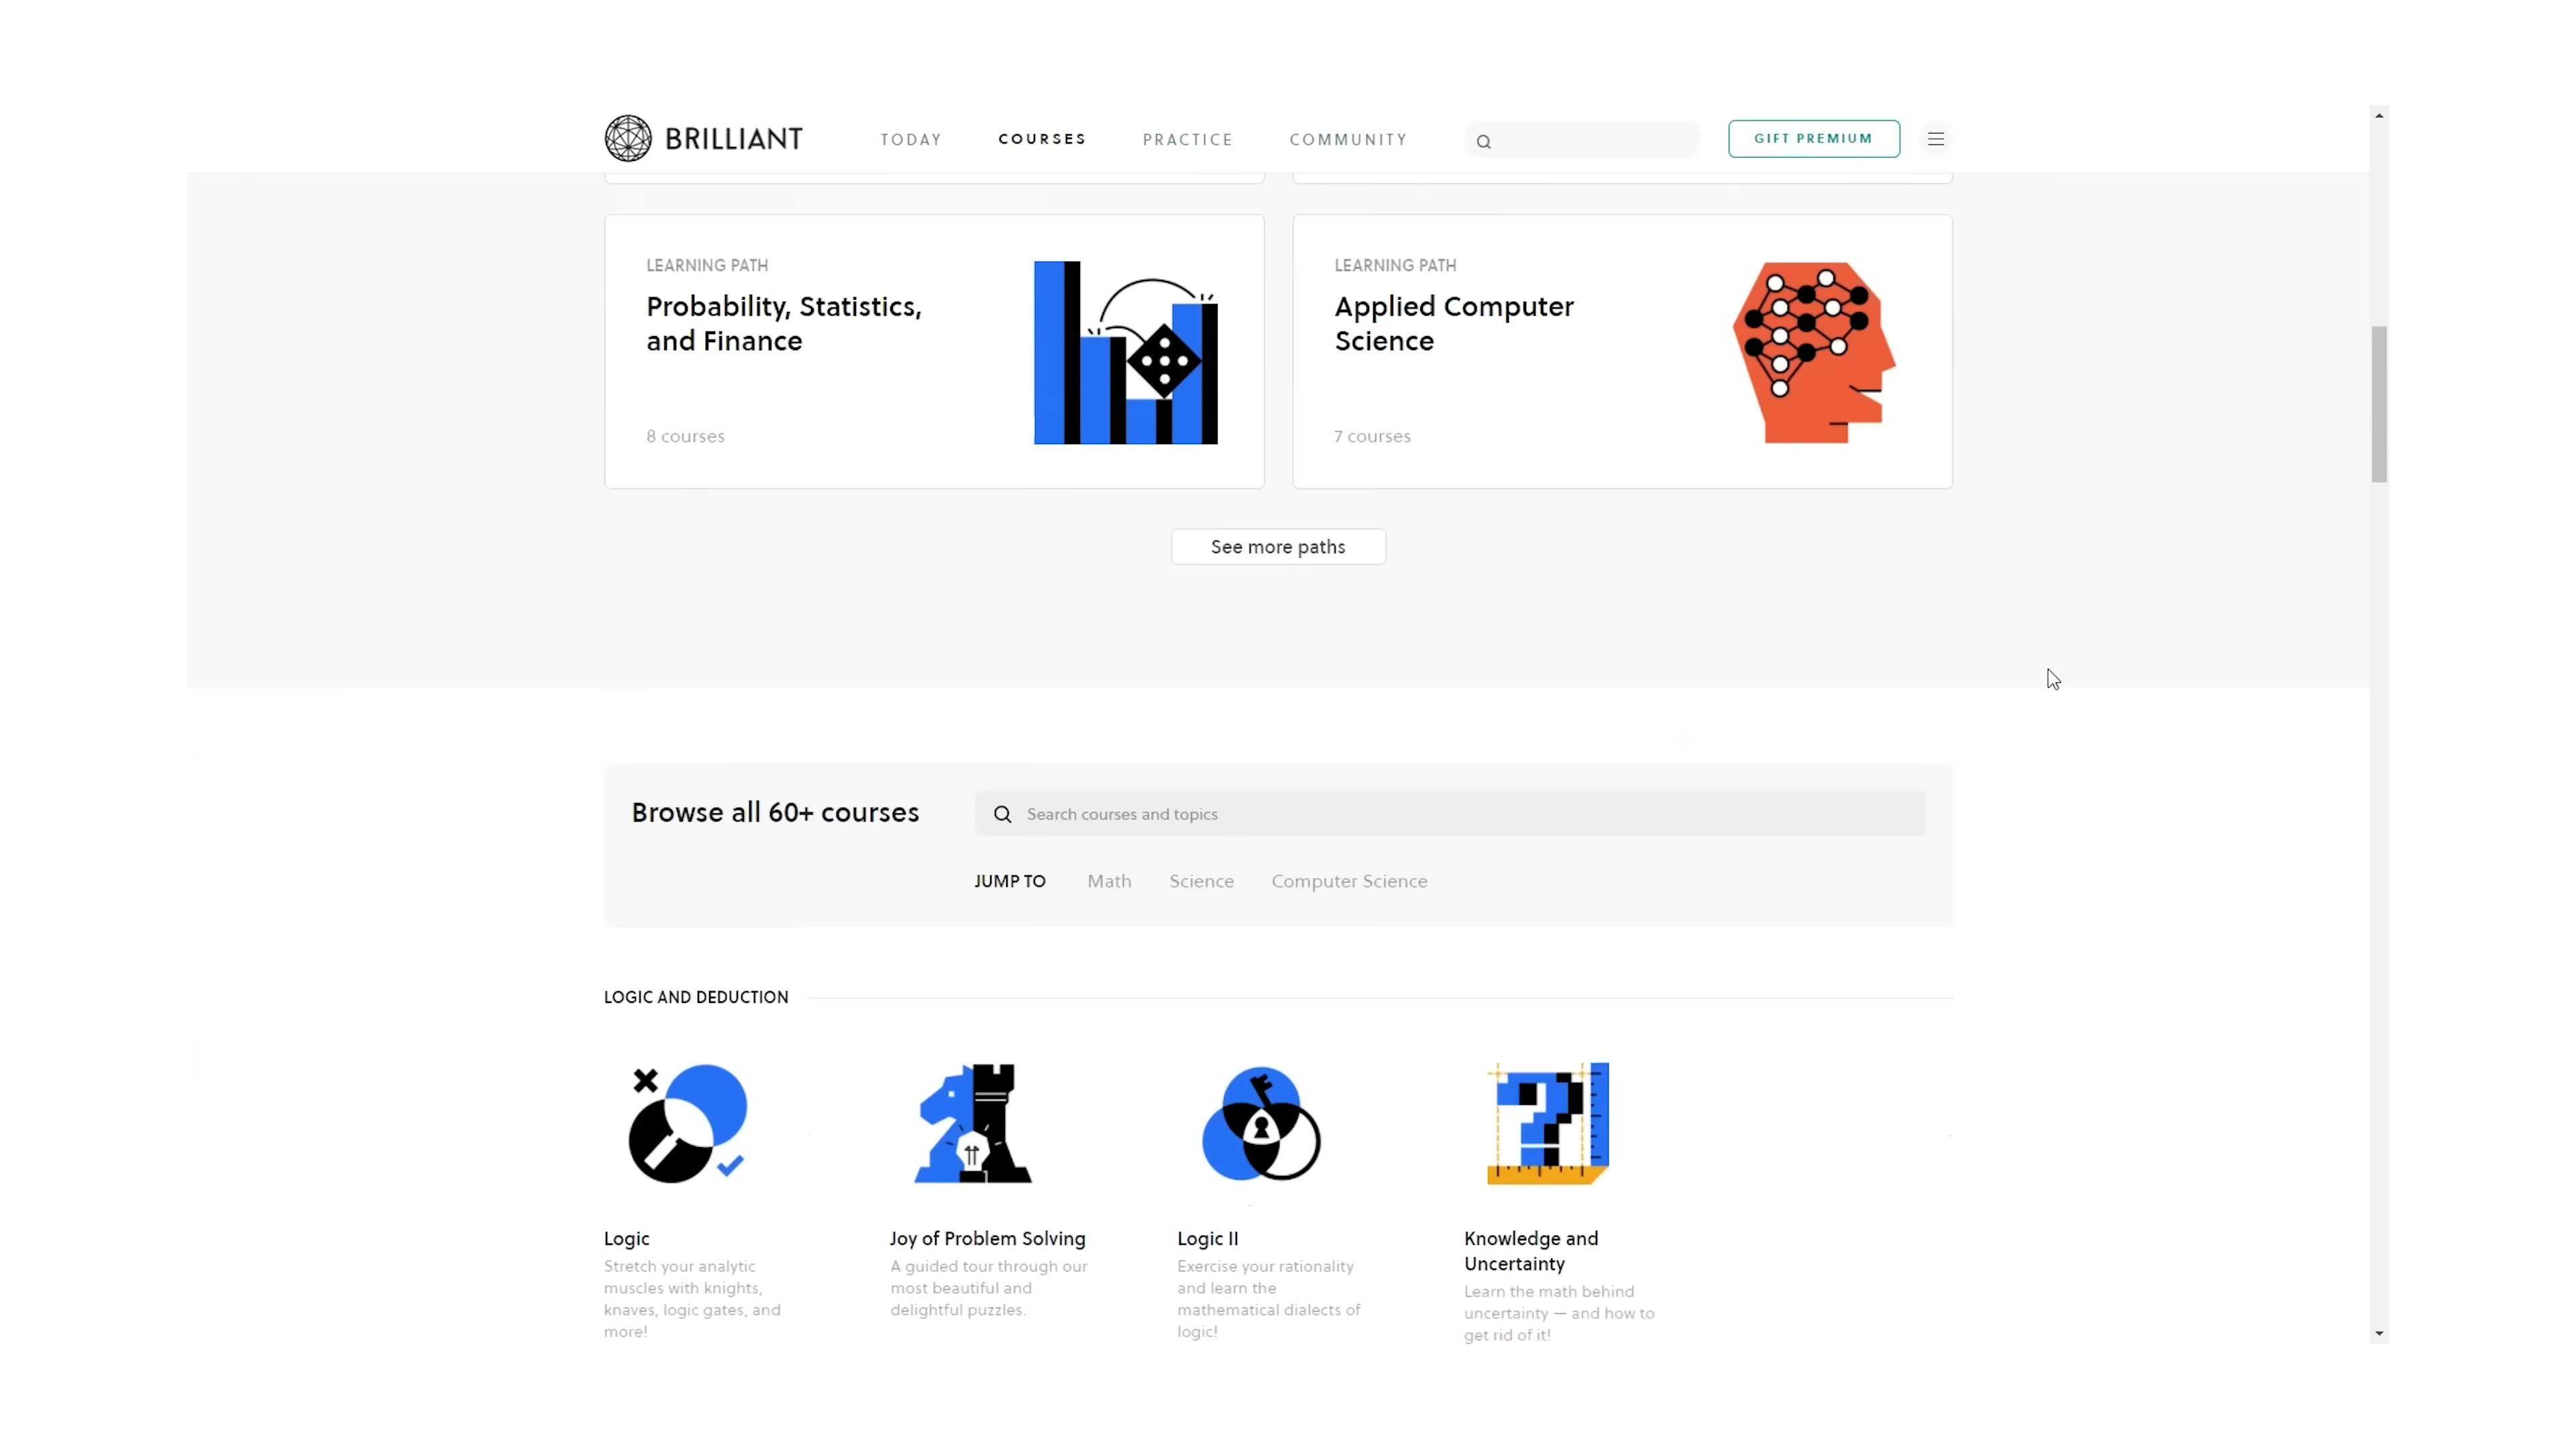 BRILLIANT
TODAY
COURSES
PRACTICE
COMMUNITY
GIFT PREMIUM
LEARNING PATH
Probability, Statistics,
and Finance
8 courses
LEARNING PATH
Applied Computer
Science
7 courses
See more paths
Browse all 60+ courses
Search courses and topics
JUMP TO
Math
Science
Computer Science
LOGIC AND DEDUCTION
Logic
Stretch your analytic
muscles with knights,
knaves, logic gates, and
more!
Joy of Problem Solving
A guided tour through our
most beautiful and
delightful puzzles.
Logic II
Exercise your rationality
and learn the
mathematical dialects of
logic!
Knowledge and
Uncertainty
Learn the math behind
uncertainty — and how to
get rid of it!